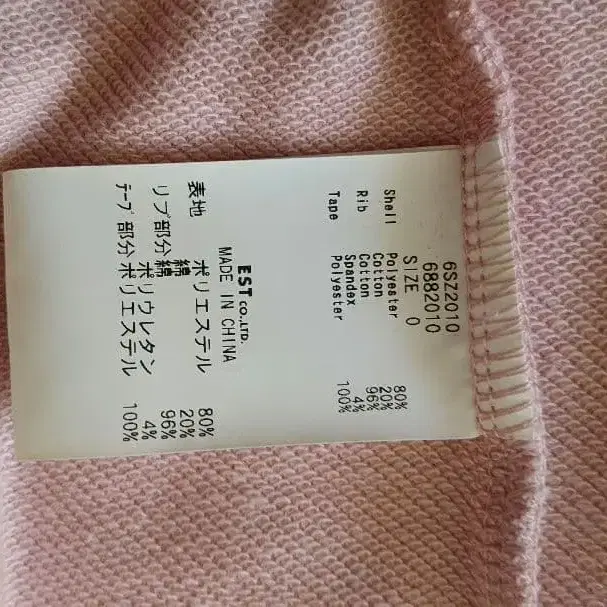 6SZ2010
6882010
SIZE 0
Shell Polyester 80%
Cotton 20%
Rib Cotton 96%
Spandex 4%
Tape Polyester 100%
EST CO.,LTD.
MADE IN CHINA
表地 ポリエステル 80%
綿 20%
リブ部分 綿 96%
ポリウレタン 4%
テープ部分 ポリエステル 100%